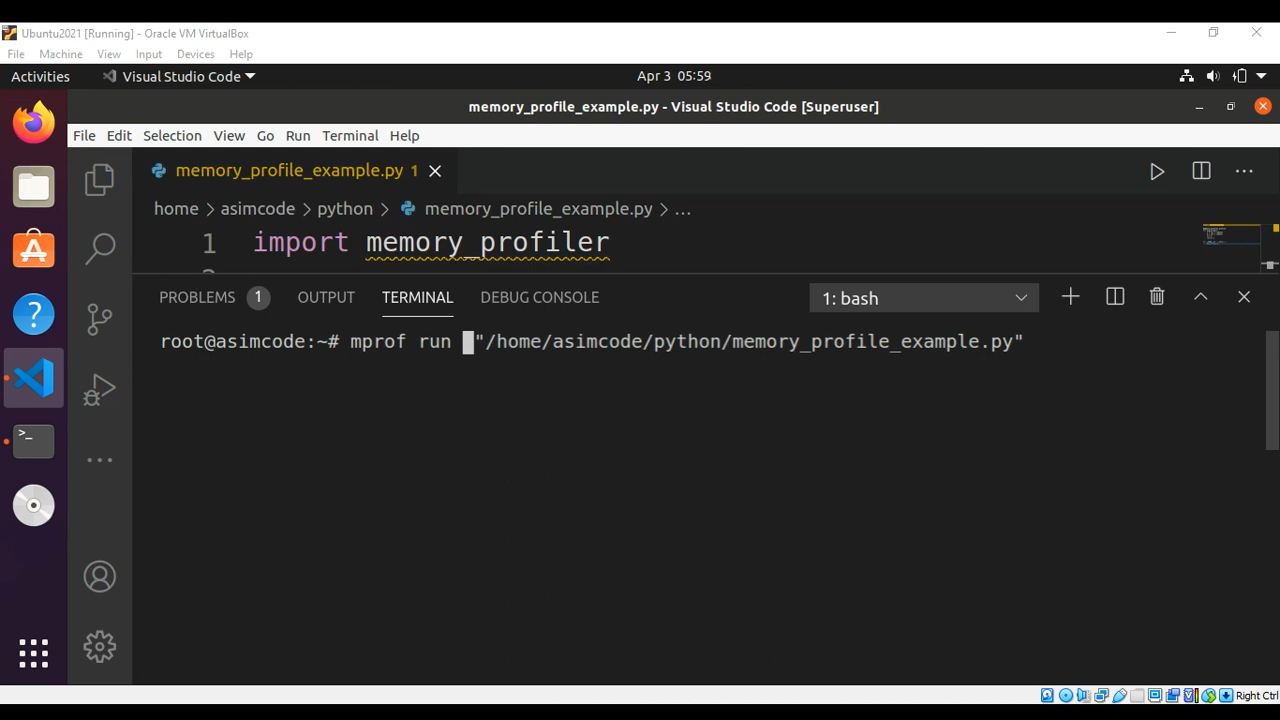 Ubuntu2021 [Running] - Oracle VM VirtualBox
File Machine View Input Devices Help
Activities Visual Studio Code Apr 3 05:59
memory_profile_example.py - Visual Studio Code [Superuser]
File Edit Selection View Go Run Terminal Help
memory_profile_example.py 1
home > asimcode > python > memory_profile_example.py > ...
1 import memory_profiler
PROBLEMS 1 OUTPUT TERMINAL DEBUG CONSOLE 1: bash
root@asimcode:~# mprof run "/home/asimcode/python/memory_profile_example.py"
Right Ctrl